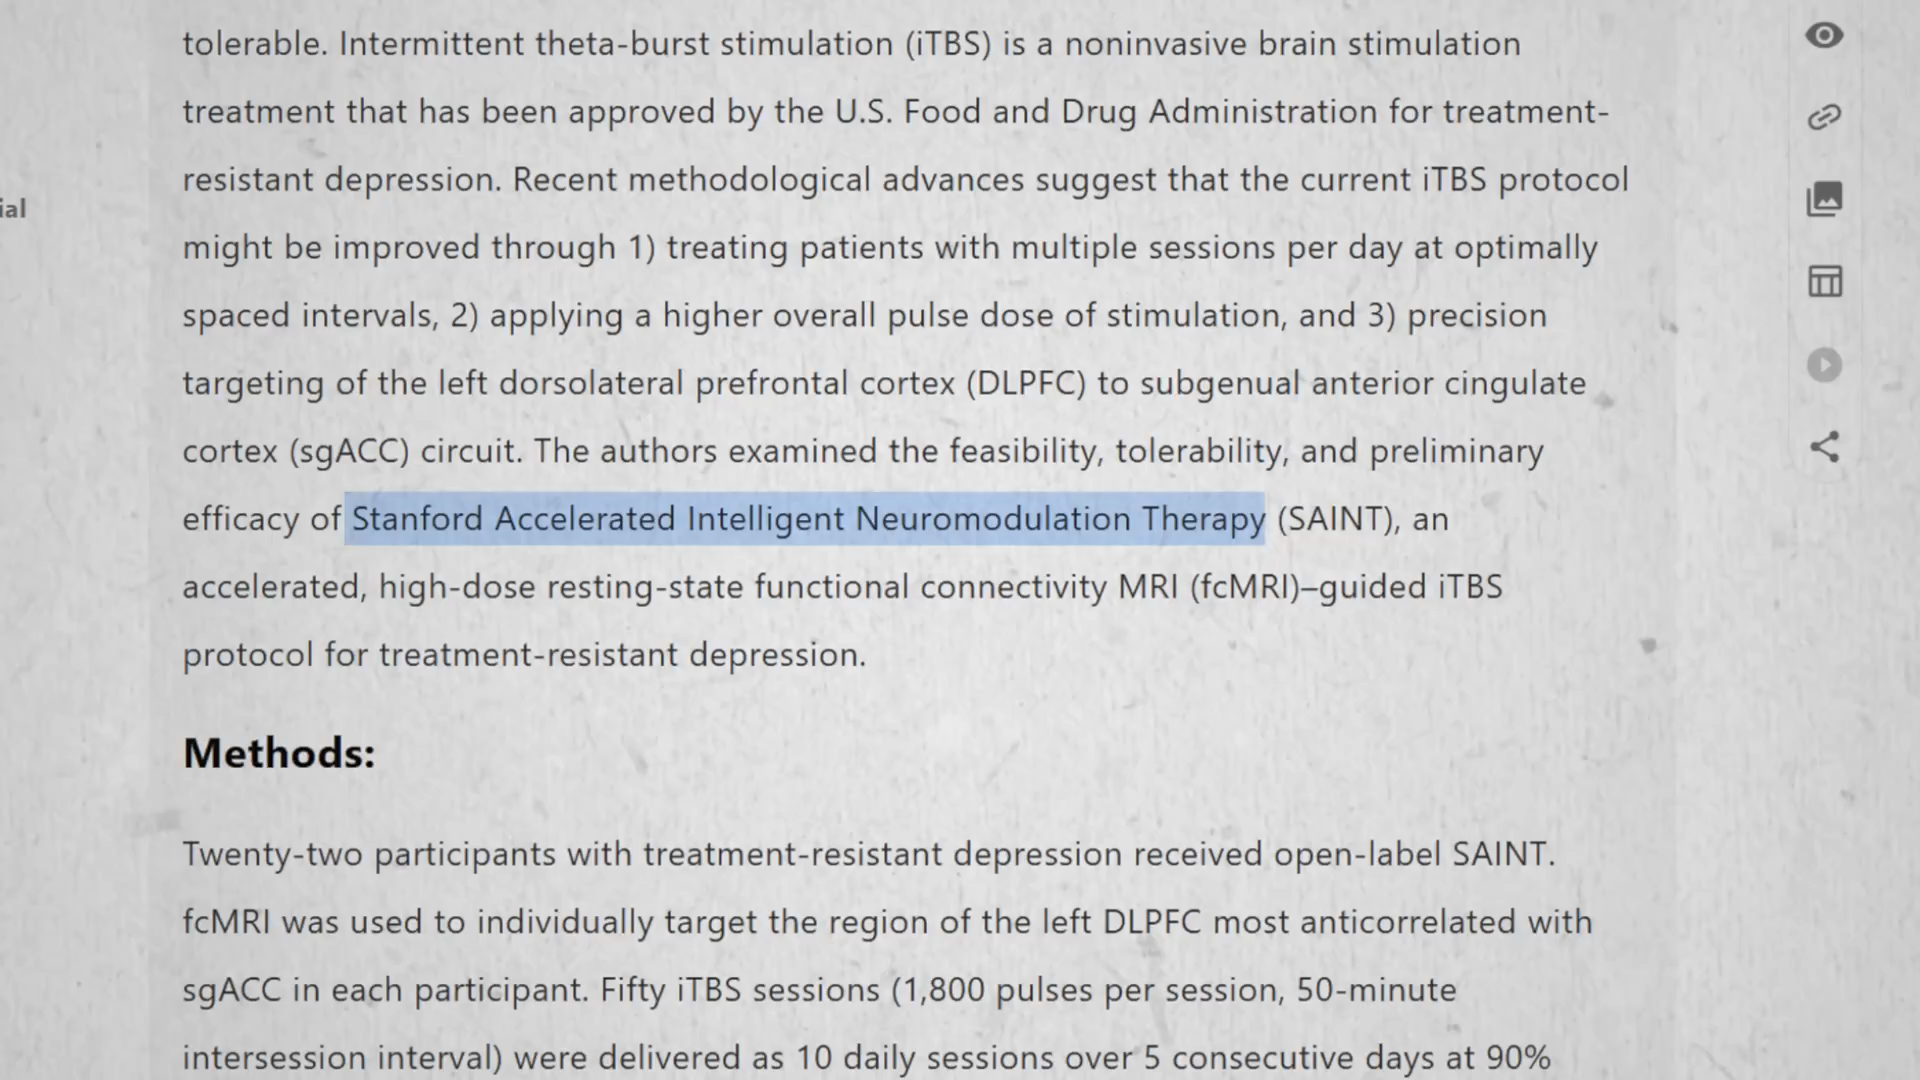 tolerable. Intermittent theta-burst stimulation (iTBS) is a noninvasive brain stimulation
treatment that has been approved by the U.S. Food and Drug Administration for treatment-
resistant depression. Recent methodological advances suggest that the current iTBS protocol
ial
might be improved through 1) treating patients with multiple sessions per day at optimally
spaced intervals, 2) applying a higher overall pulse dose of stimulation, and 3) precision
targeting of the left dorsolateral prefrontal cortex (DLPFC) to subgenual anterior cingulate
cortex (sgACC) circuit. The authors examined the feasibility, tolerability, and preliminary
efficacy of Stanford Accelerated Intelligent Neuromodulation Therapy (SAINT), an
accelerated, high-dose resting-state functional connectivity MRI (fcMRI)–guided iTBS
protocol for treatment-resistant depression.
Methods:
Twenty-two participants with treatment-resistant depression received open-label SAINT.
fcMRI was used to individually target the region of the left DLPFC most anticorrelated with
sgACC in each participant. Fifty iTBS sessions (1,800 pulses per session, 50-minute
intersession interval) were delivered as 10 daily sessions over 5 consecutive days at 90%